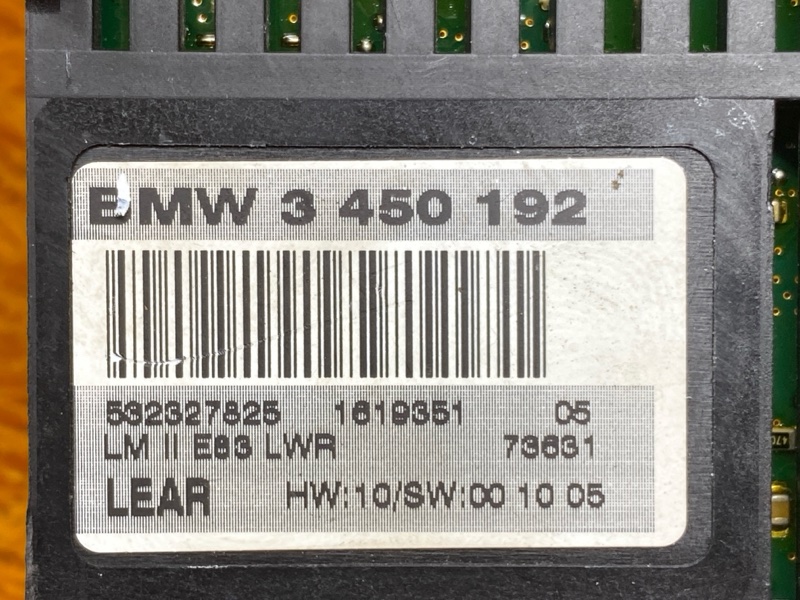 BMW 3 450 192
532327825 1619351 05
LM II E83 LWR 73631
LEAR HW:10/SW:00 10 05
470